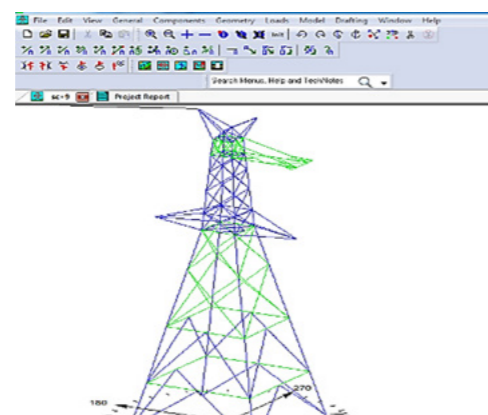 File Edit View General Components Geometry Loads Model Drafting Window Help
Search Menus, Help and TechNotes
sc-9 Project Report
270
180